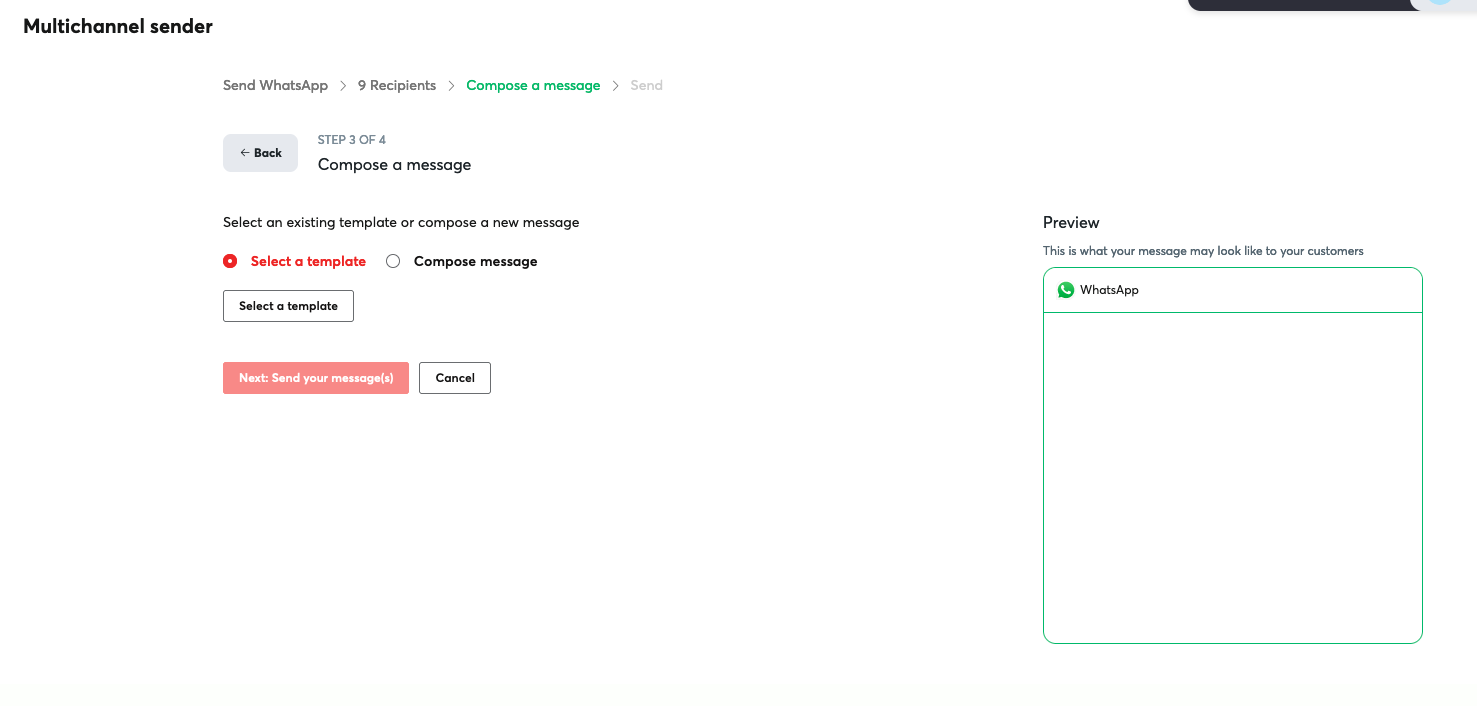 Multichannel sender
Send WhatsApp > 9 Recipients > Compose a message > Send
← Back
STEP 3 OF 4
Compose a message
Select an existing template or compose a new message
Select a template Compose message
Select a template
Next: Send your message(s) Cancel
Preview
This is what your message may look like to your customers
WhatsApp